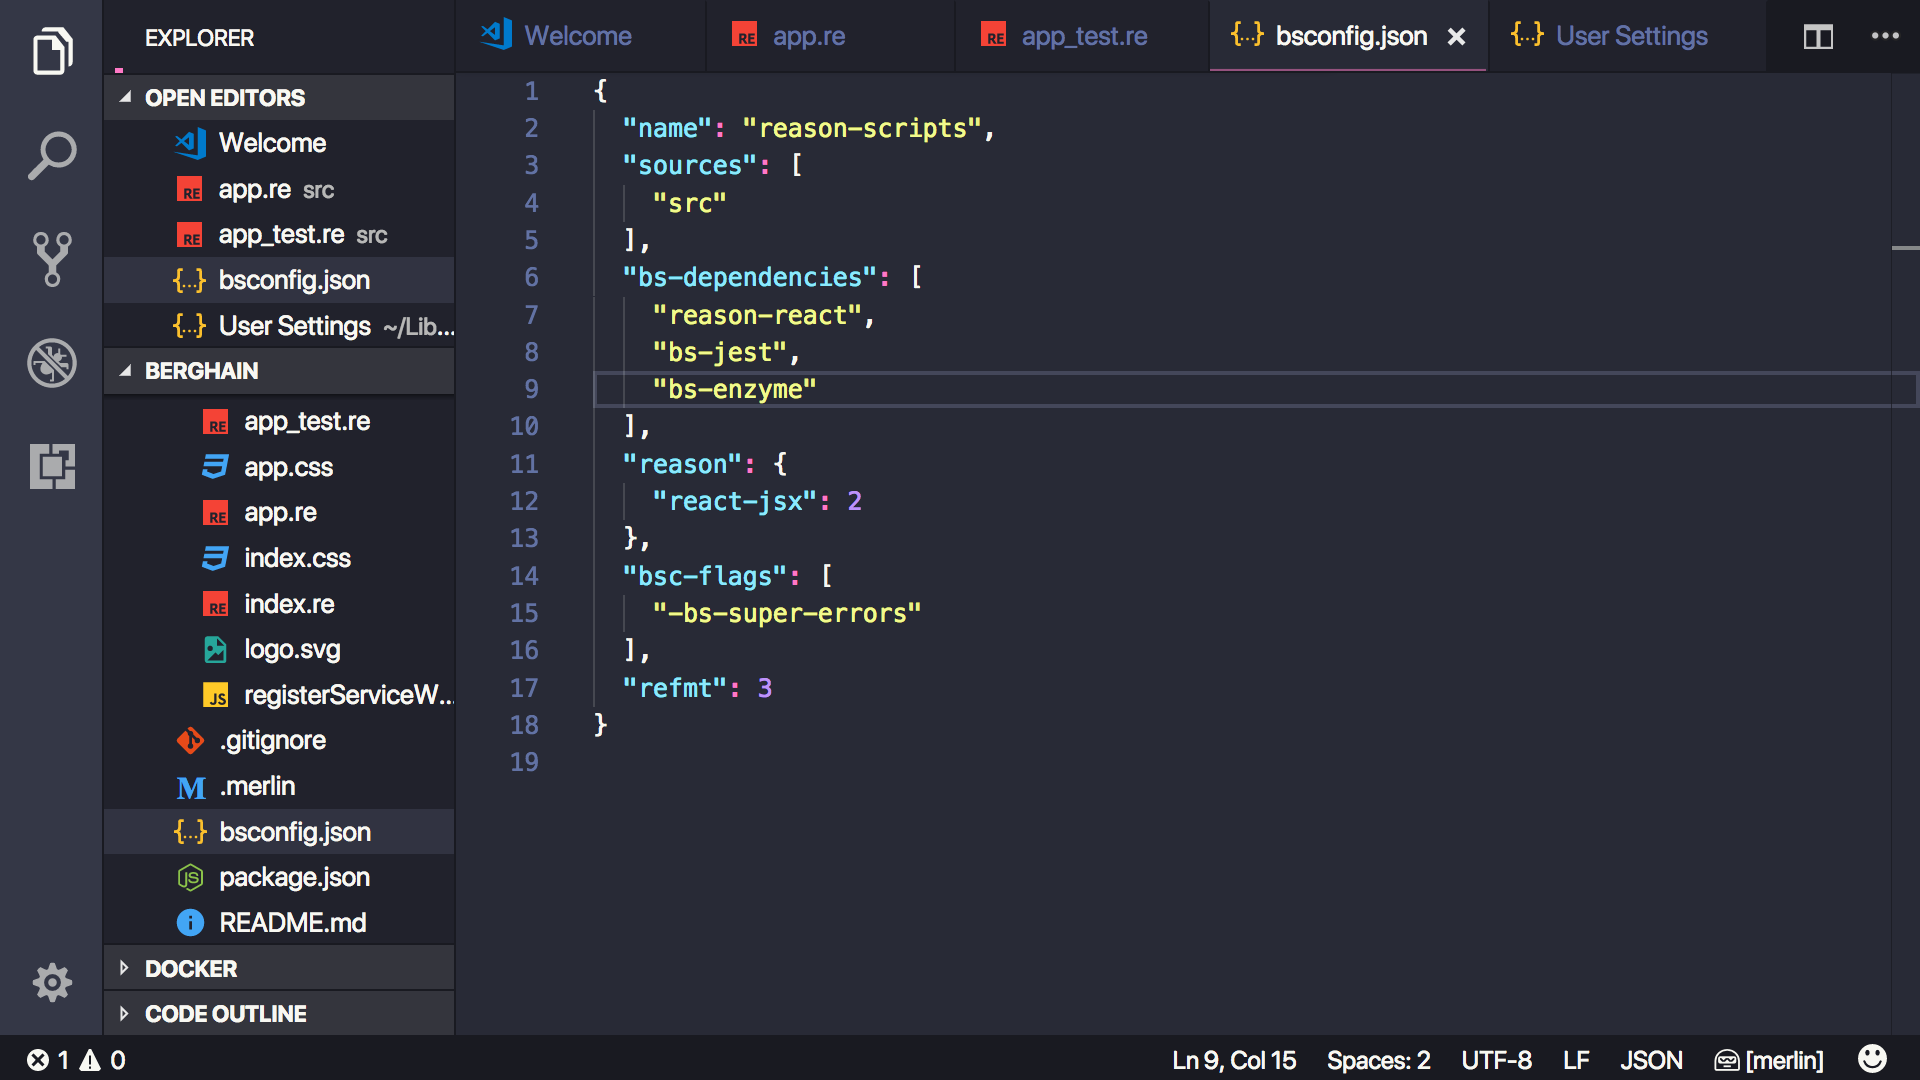 EXPLORER
OPEN EDITORS
Welcome
app.re src
app_test.re src
{...} bsconfig.json
{...} User Settings ~/Lib...
BERGHAIN
app_test.re
app.css
app.re
index.css
index.re
logo.svg
registerServiceW...
.gitignore
.merlin
{...} bsconfig.json
package.json
README.md
DOCKER
CODE OUTLINE
Welcome
app.re
app_test.re
{...} bsconfig.json
{...} User Settings
1 {
2 "name": "reason-scripts",
3 "sources": [
4 "src"
5 ],
6 "bs-dependencies": [
7 "reason-react",
8 "bs-jest",
9 "bs-enzyme"
10 ],
11 "reason": {
12 "react-jsx": 2
13 },
14 "bsc-flags": [
15 "-bs-super-errors"
16 ],
17 "refmt": 3
18 }
19
1 0 Ln 9, Col 15 Spaces: 2 UTF-8 LF JSON [merlin]